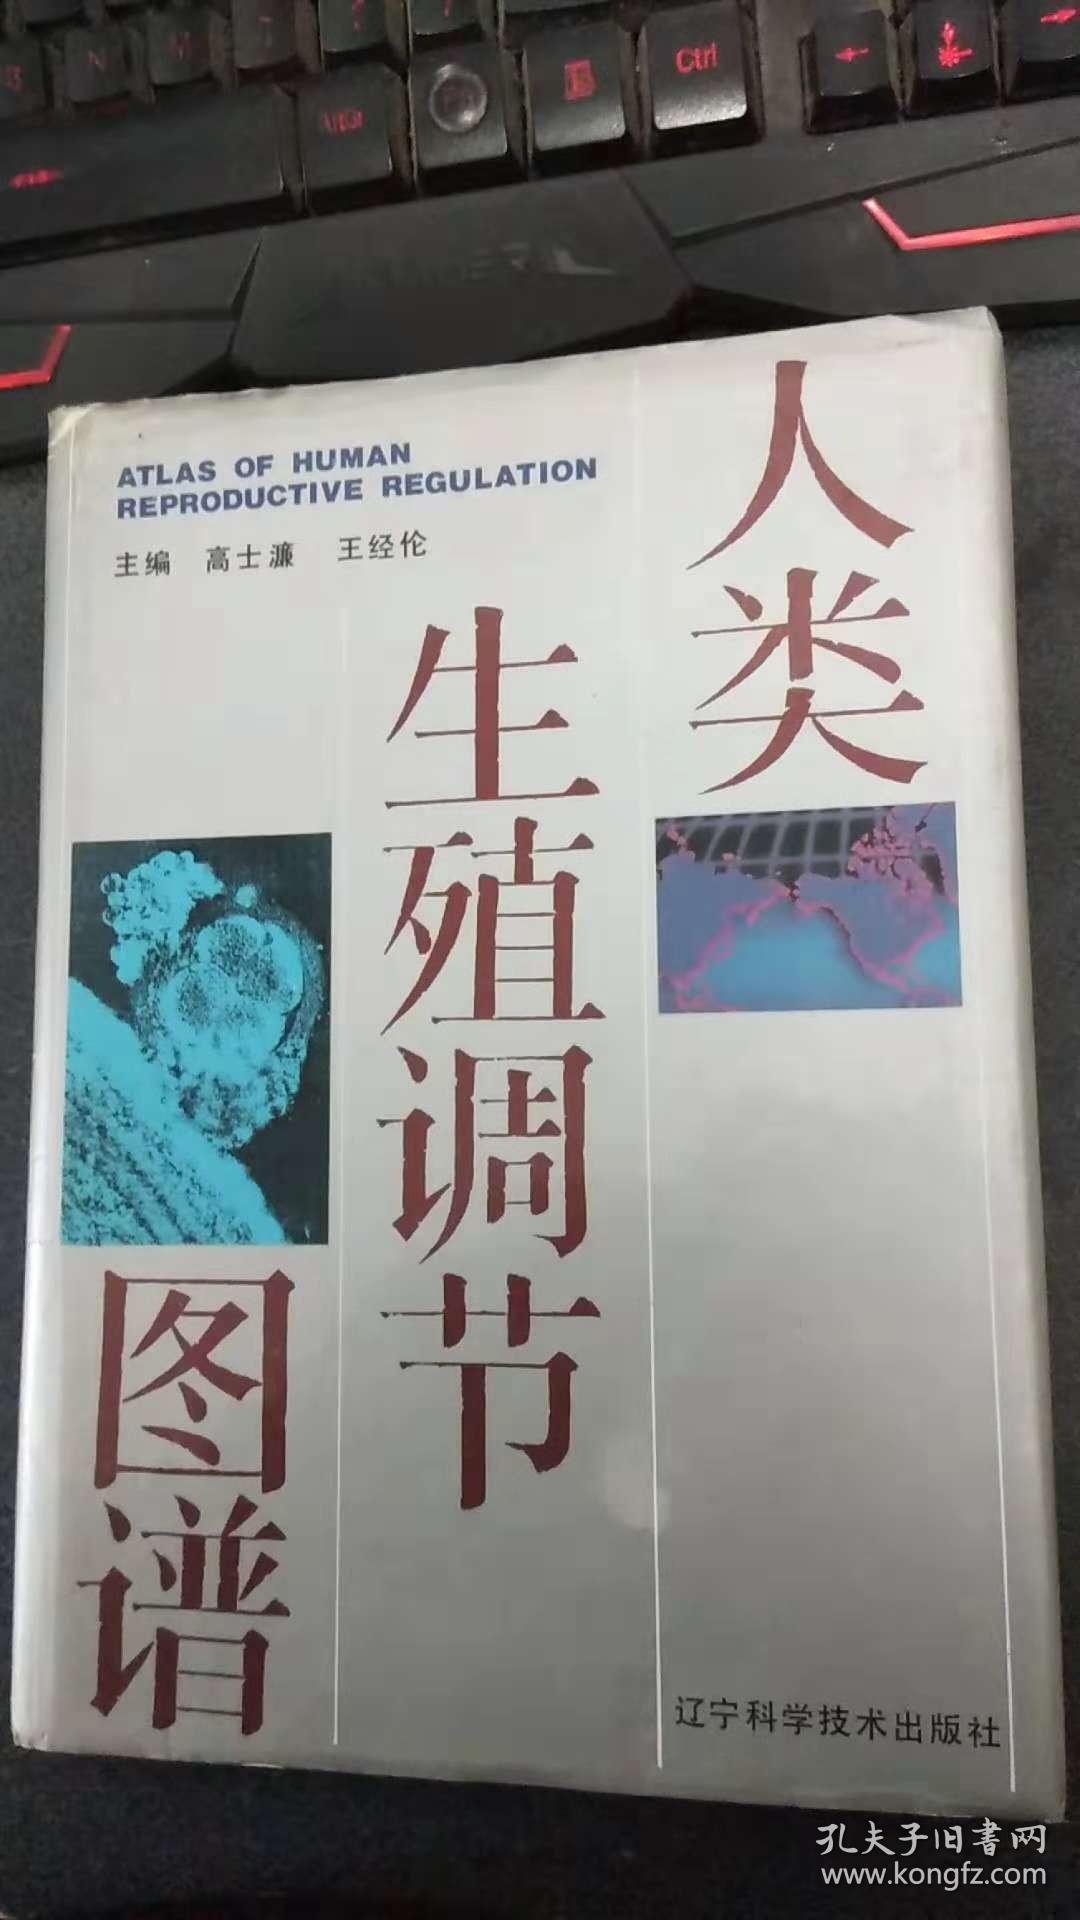 Ctrl
ATLAS OF HUMAN
REPRODUCTIVE REGULATION
主编 高士濂 王经伦
人类
生殖调节
图谱
辽宁科学技术出版社
孔夫子旧书网
www.kongfz.com